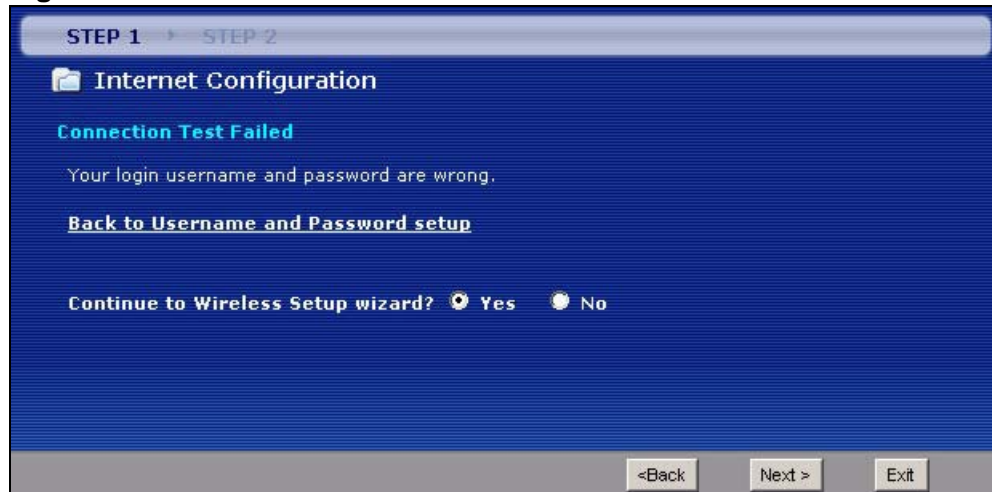 STEP 1 STEP 2
Internet Configuration
Connection Test Failed
Your login username and password are wrong.
Back to Username and Password setup
Continue to Wireless Setup wizard? Yes No
<Back Next > Exit